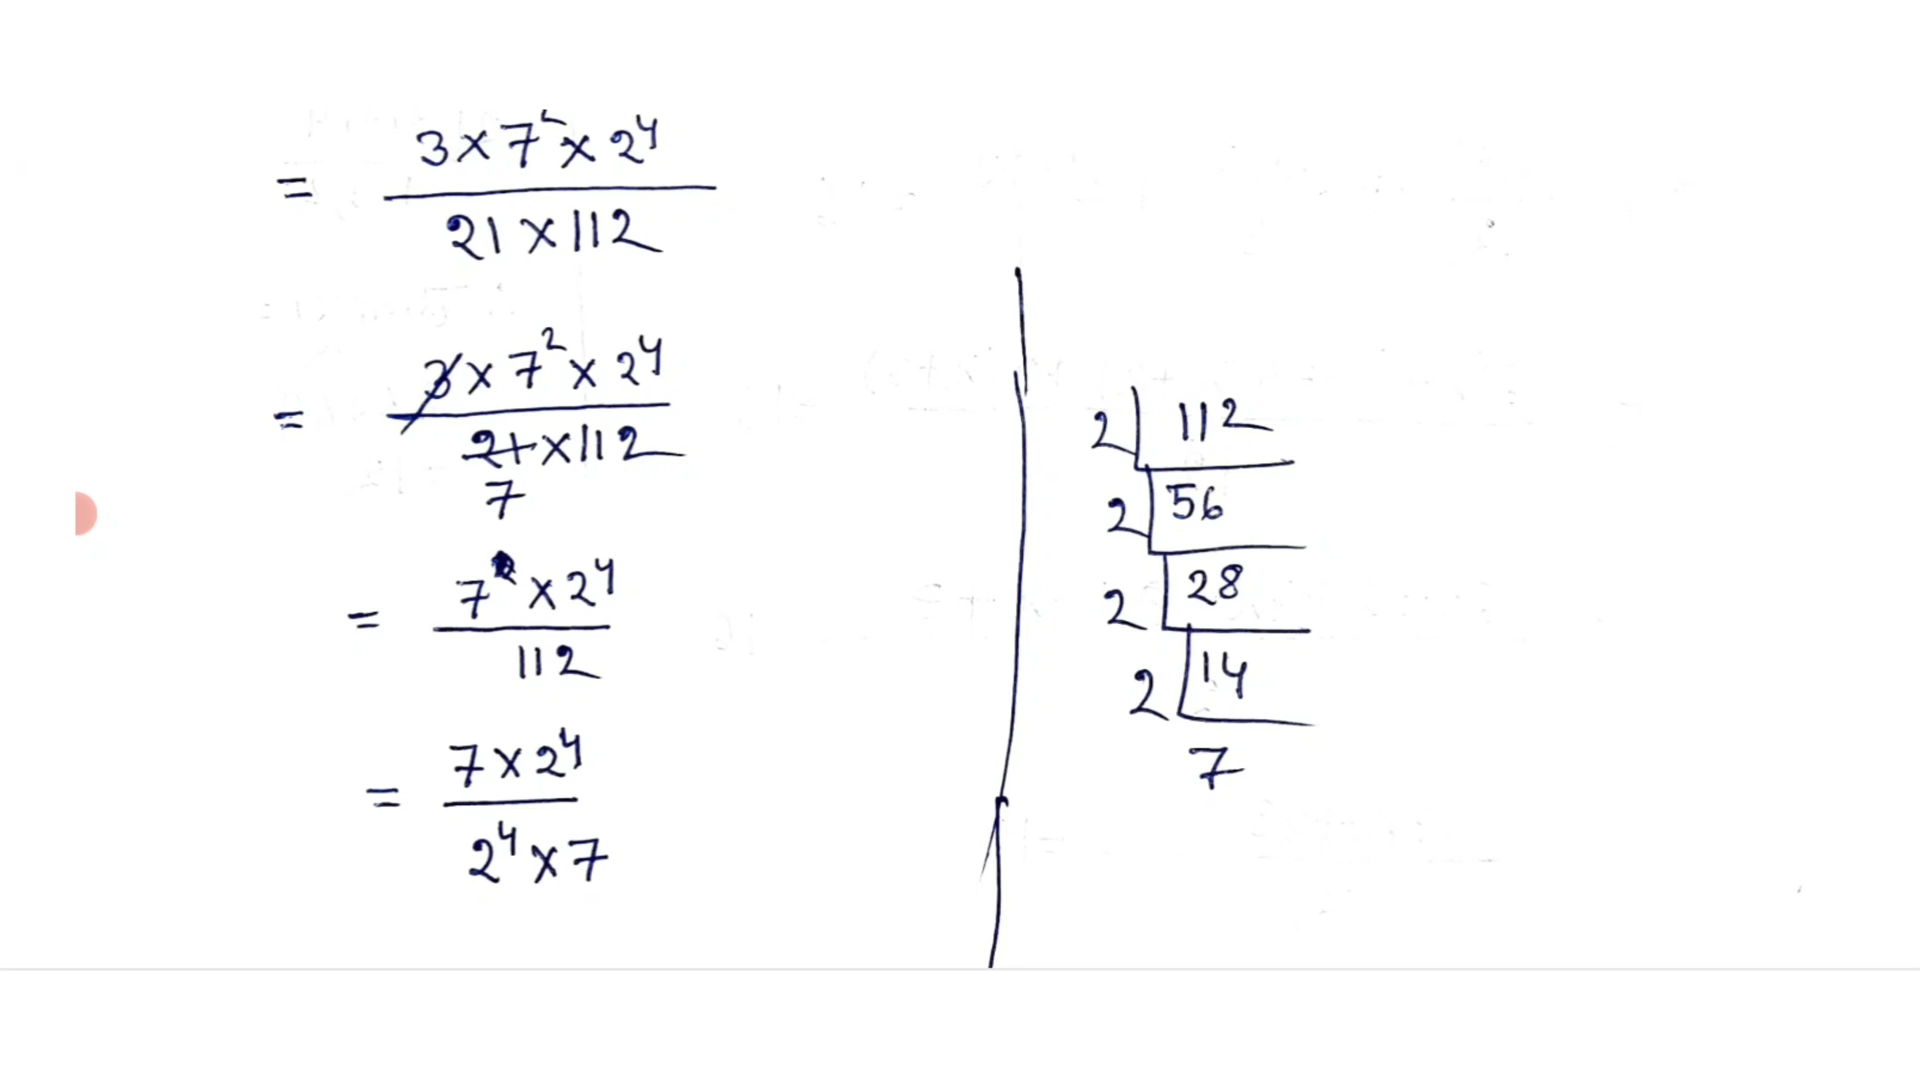 = 3 × 7² × 2⁴
21 × 112
= 3 × 7² × 2⁴
21 × 112
7
= 7 × 2⁴
112
= 7 × 2⁴
2⁴ × 7
2 | 112
2 | 56
2 | 28
2 | 14
7